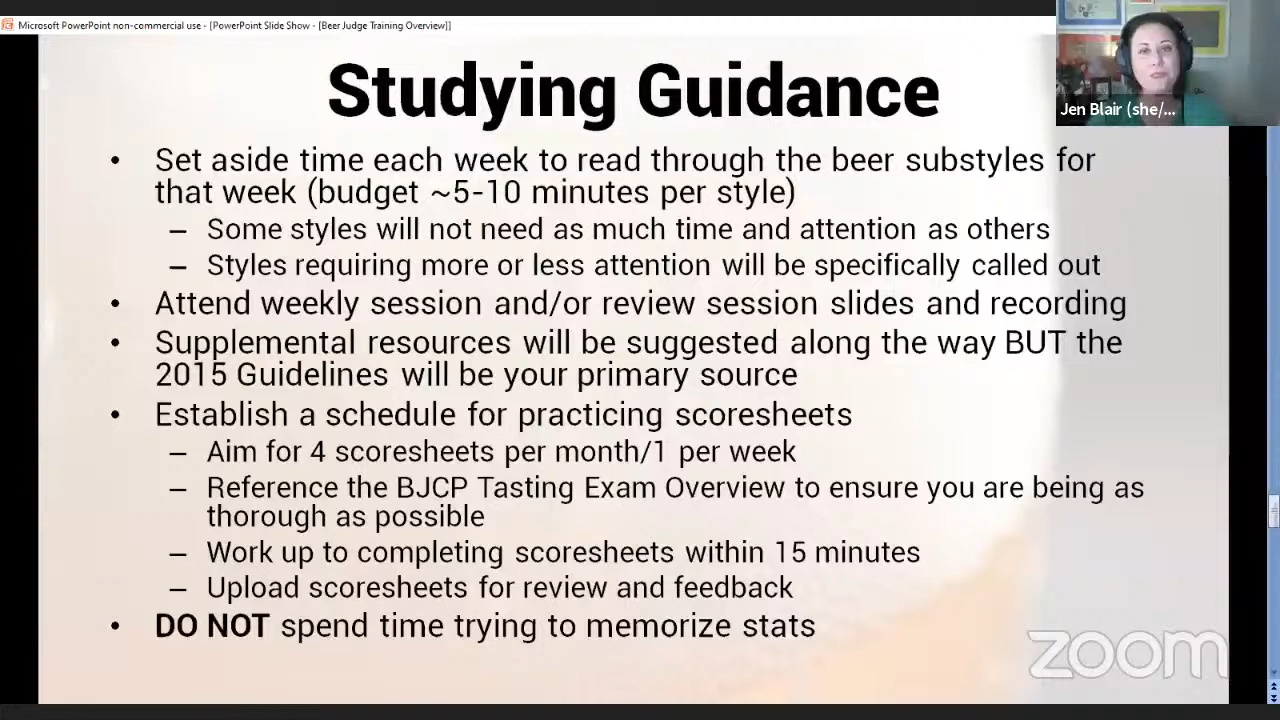 Microsoft PowerPoint non-commercial use - [PowerPoint Slide Show - [Beer Judge Training Overview]]
Studying Guidance
Jen Blair (she/...
• Set aside time each week to read through the beer substyles for
that week (budget ~5-10 minutes per style)
– Some styles will not need as much time and attention as others
– Styles requiring more or less attention will be specifically called out
• Attend weekly session and/or review session slides and recording
• Supplemental resources will be suggested along the way BUT the
2015 Guidelines will be your primary source
• Establish a schedule for practicing scoresheets
– Aim for 4 scoresheets per month/1 per week
– Reference the BJCP Tasting Exam Overview to ensure you are being as
thorough as possible
– Work up to completing scoresheets within 15 minutes
– Upload scoresheets for review and feedback
• DO NOT spend time trying to memorize stats
zoom